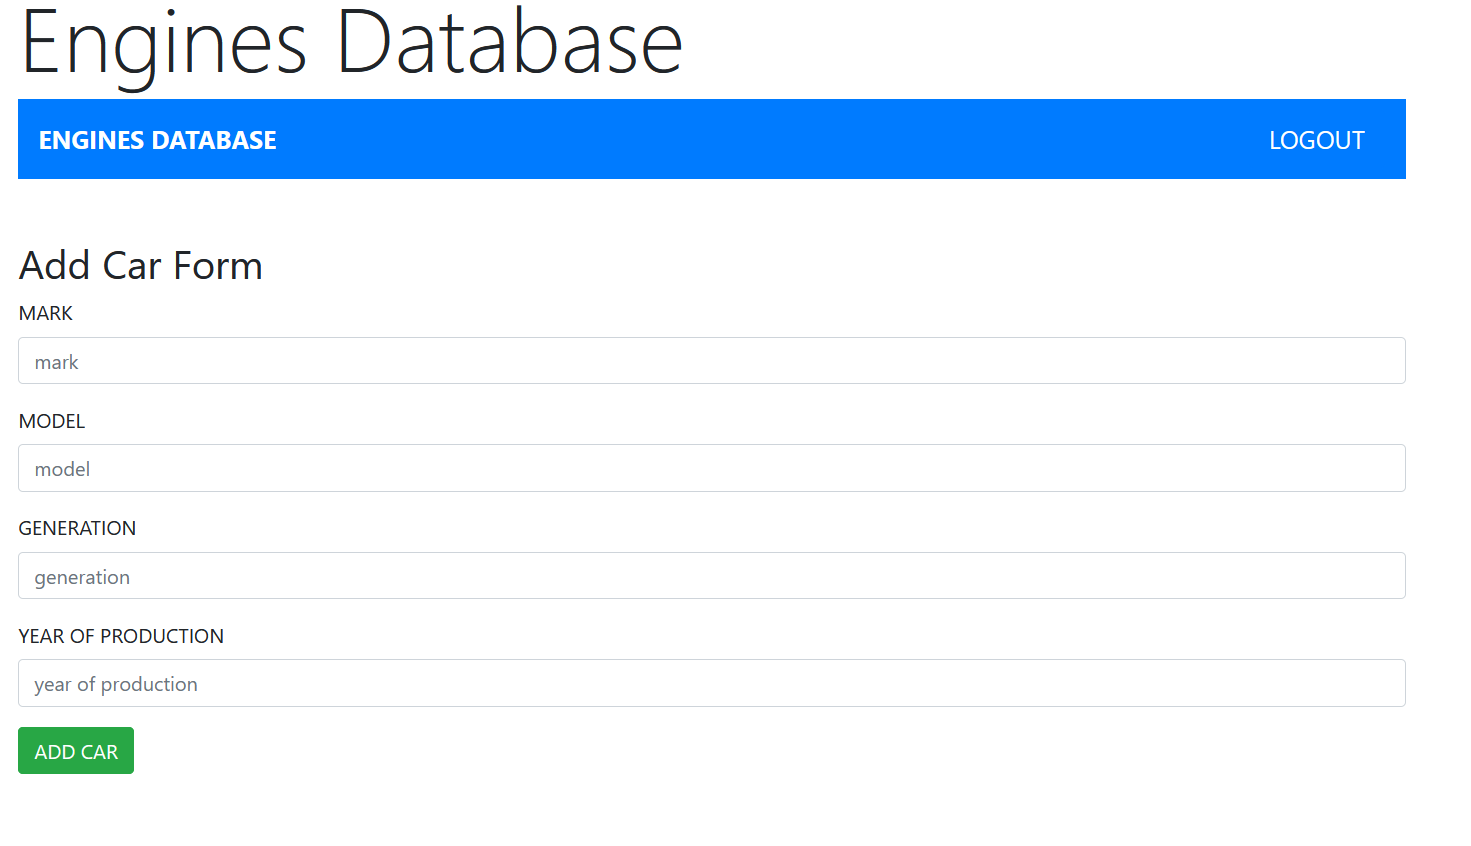 Engines Database
ENGINES DATABASE LOGOUT
Add Car Form
MARK
mark
MODEL
model
GENERATION
generation
YEAR OF PRODUCTION
year of production
ADD CAR